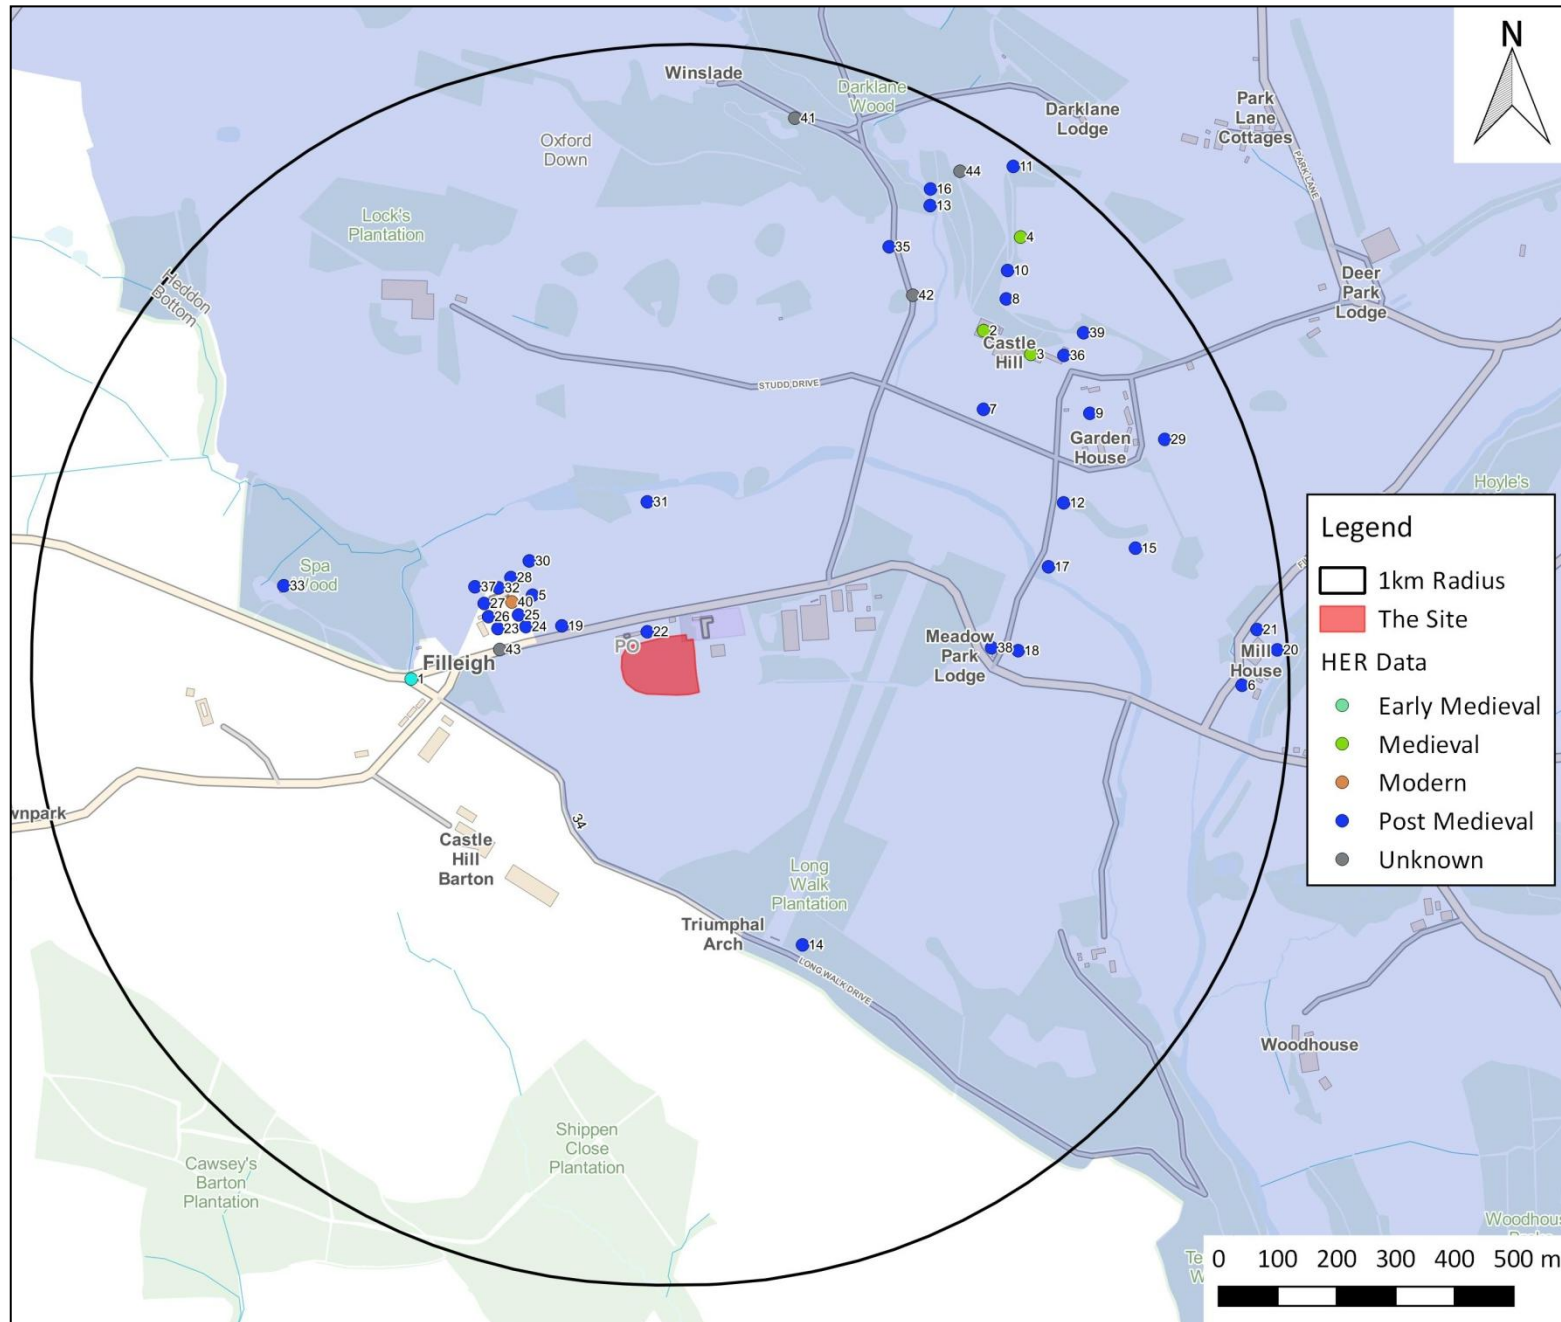 N
Winslade
Darklane
Wood
Darklane
Lodge
Park
Lane
Cottages
PARK LANE
41
Oxford
Down
44
11
16
13
Lock's
Plantation
4
35
10
Heddon
Bottom
42
8
Deer
Park
Lodge
2
39
Castle
Hill
3
36
STUDD DRIVE
7
9
Garden
House
29
Hoyle's
31
12
15
30
17
Spa
Wood
33
28
37
32
5
27
40
26
25
23
24
19
22
PO
43
Filleigh
1
Meadow
Park
Lodge
38
18
21
20
Mill
House
6
Legend
1km Radius
The Site
HER Data
Early Medieval
Medieval
Modern
Post Medieval
Unknown
wnpark
34
Castle
Hill
Barton
Long
Walk
Plantation
Triumphal
Arch
14
LONG WALK DRIVE
Woodhouse
Shippen
Close
Plantation
Cawsey's
Barton
Plantation
Woodhous
Te
W
0 100 200 300 400 500 m